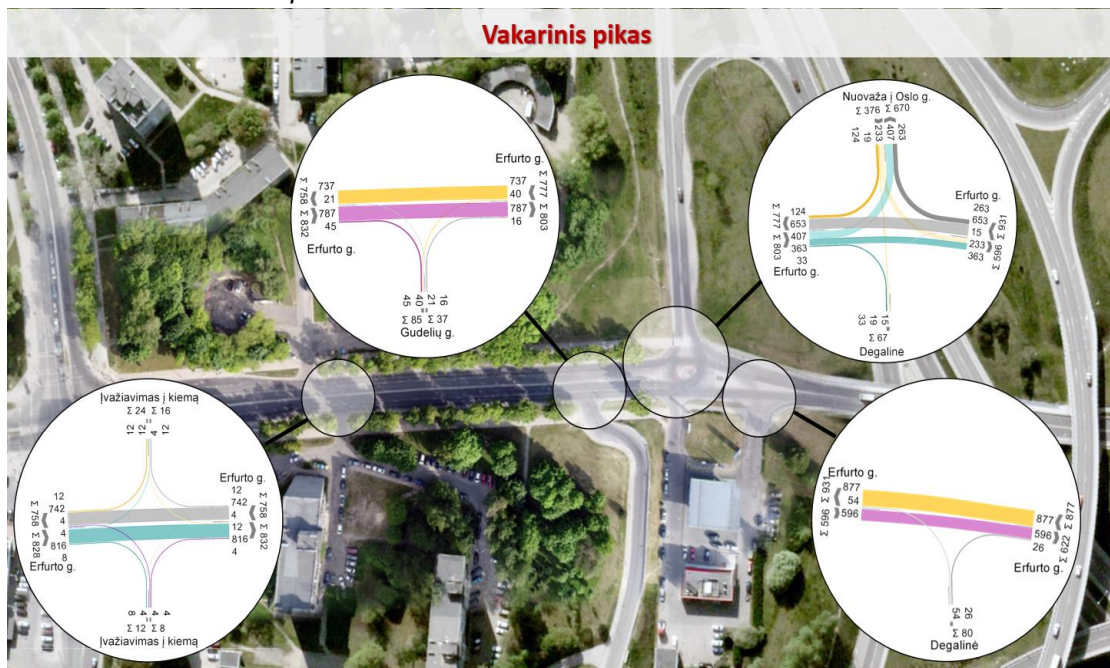 Vakarinis pikas
Erfurto g.
737
21
787
45
Σ 758
Σ 832
Erfurto g.
737
40
787
16
Σ 777
Σ 803
45
40
21
16
Σ 85 Σ 37
Gudelių g.
Nuovaža į Oslo g.
Σ 376 Σ 670
124
19
233
407
263
Erfurto g.
124
653
407
363
33
Σ 777
Σ 803
Erfurto g.
263
653
15
233
363
Σ 931
Σ 596
33
19
15
Σ 67
Degalinė
Įvažiavimas į kiemą
Σ 24 Σ 16
12
12
4
12
Erfurto g.
12
742
4
4
816
8
Σ 758
Σ 828
Erfurto g.
12
742
4
12
816
4
Σ 758
Σ 832
8
4
4
4
Σ 12 Σ 8
Įvažiavimas į kiemą
Erfurto g.
877
54
596
Σ 931
Σ 596
877
596
26
Σ 877
Σ 622
Erfurto g.
54
26
Σ 80
Degalinė